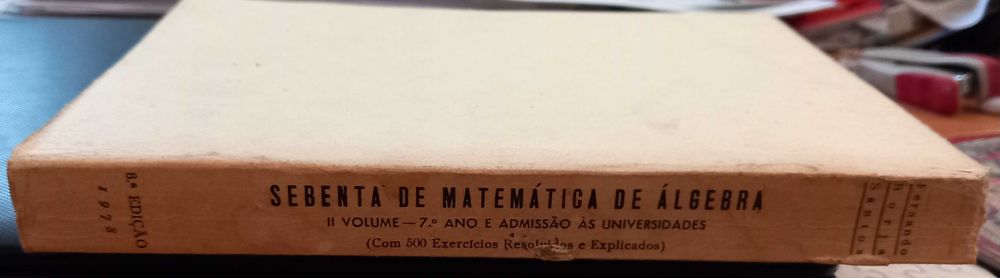 8.ª EDIÇÃO
1978
SEBENTA DE MATEMÁTICA DE ÁLGEBRA
II VOLUME — 7.º ANO E ADMISSÃO ÀS UNIVERSIDADES
(Com 500 Exercícios Resolvidos e Explicados)
Fernando
Santos